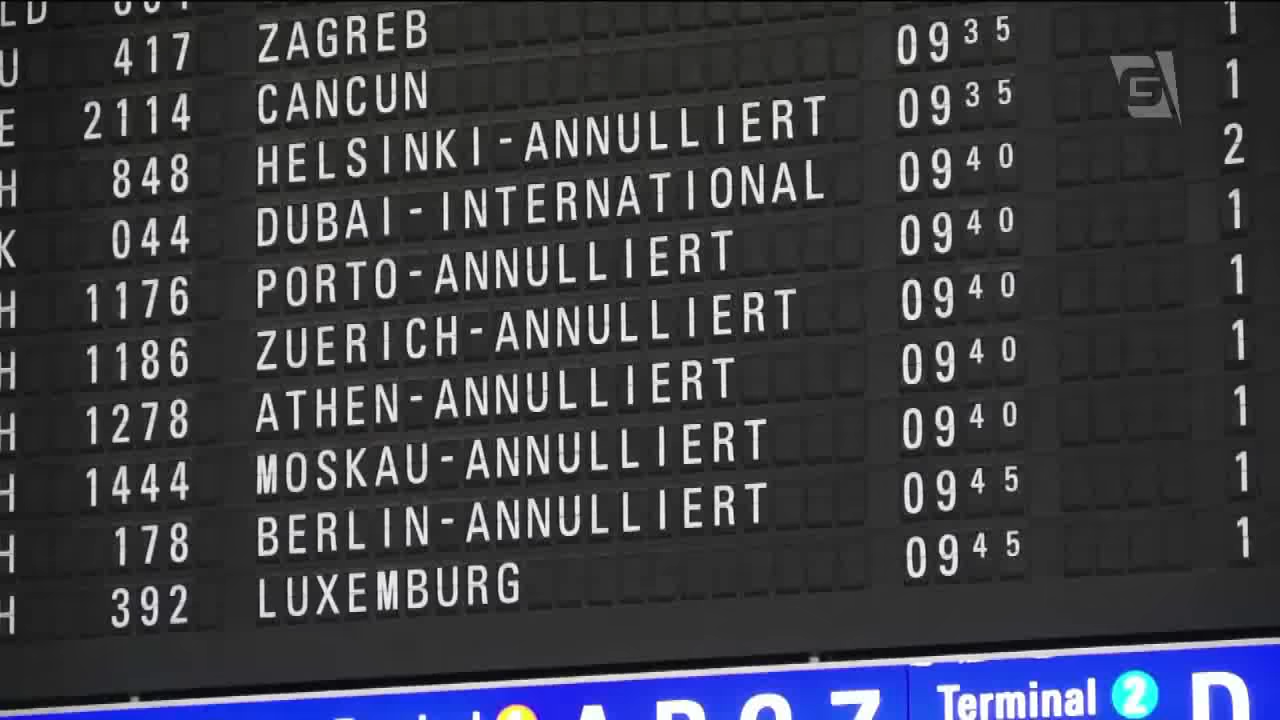 LD
U 417 ZAGREB
E 2114 CANCUN 09 35 1
H 848 HELSINKI-ANNULLIERT 09 35 1
K 044 DUBAI-INTERNATIONAL 09 40 2
H 1176 PORTO-ANNULLIERT 09 40 1
H 1186 ZUERICH-ANNULLIERT 09 40 1
H 1278 ATHEN-ANNULLIERT 09 40 1
H 1444 MOSKAU-ANNULLIERT 09 40 1
H 178 BERLIN-ANNULLIERT 09 45 1
H 392 LUXEMBURG 09 45 1
Terminal 2 D